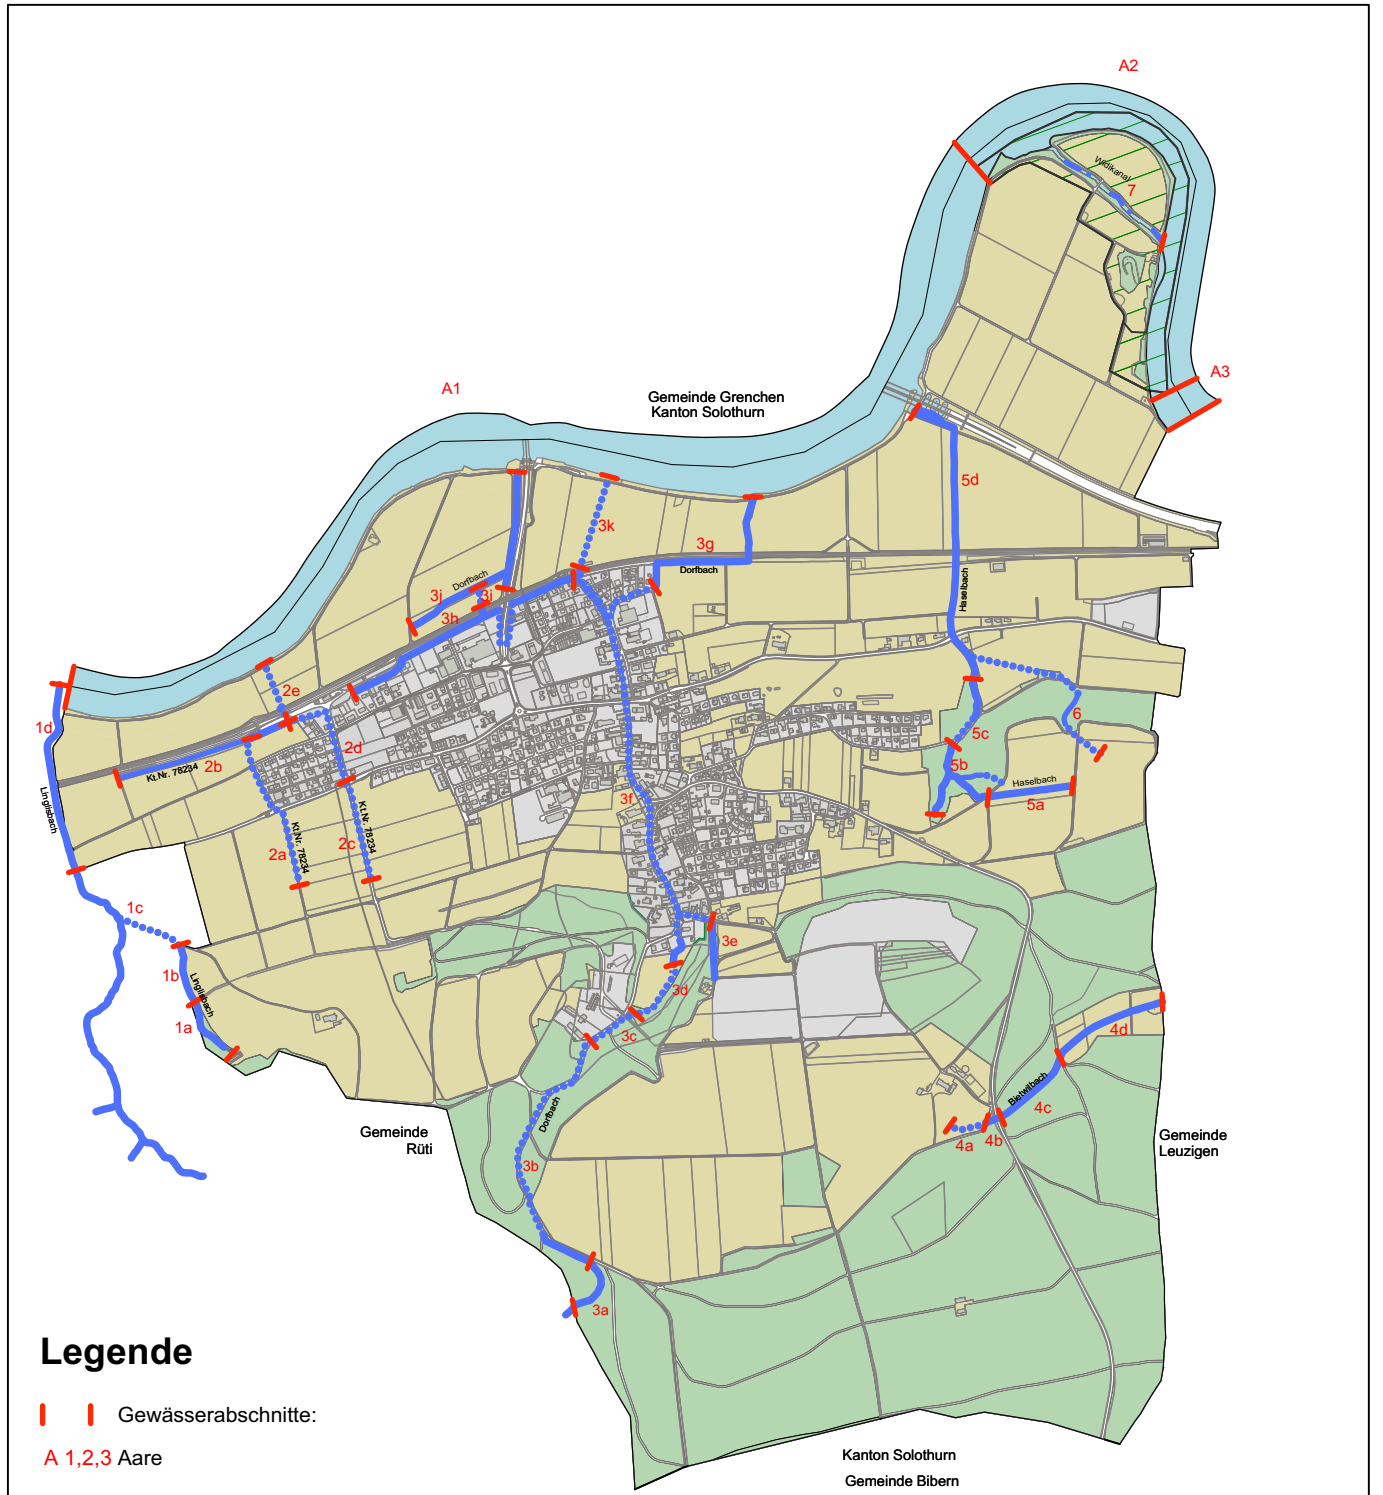 A2
Widikanal
7
A3
A1
Gemeinde Grenchen
Kanton Solothurn
5d
3k
3g
Dorfbach
Dorfbach
3j
3i
3h
Haselbach
2e
6
1d
2d
5c
2b
Kt.Nr. 78234
5b
Haselbach
5a
Linglisbach
3f
Kt.Nr. 78234
2c
Kt.Nr. 78234
2a
1c
3e
1b
Linglisbach
3d
1a
3c
4d
Bietwilbach
4c
Dorfbach
Gemeinde
Rüti
4a
4b
Gemeinde
Leuzigen
3b
3a
Legende
Gewässerabschnitte:
A 1,2,3 Aare
Kanton Solothurn
Gemeinde Bibern